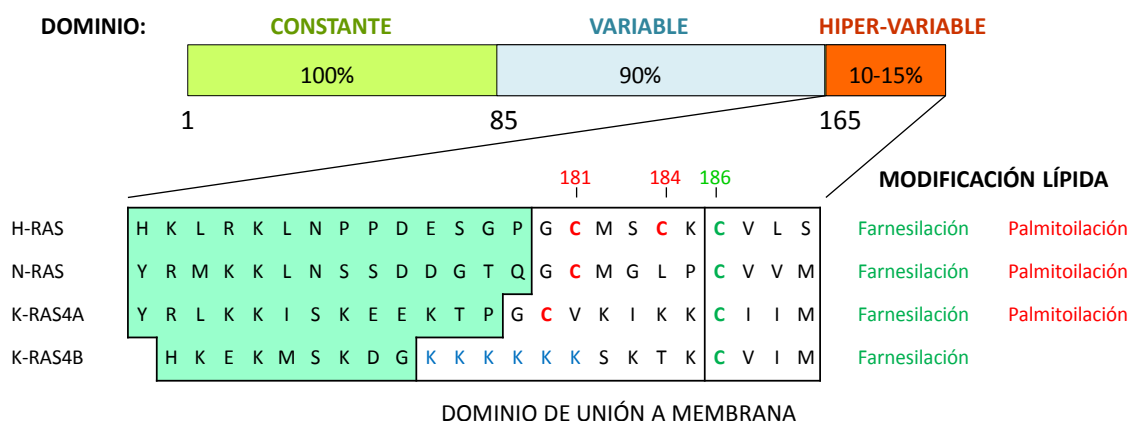 DOMINIO: CONSTANTE VARIABLE HIPER-VARIABLE
100% 90% 10-15%
1 85 165
181 184 186 MODIFICACIÓN LÍPIDA
H-RAS H K L R K L N P P D E S G P G C M S C K C V L S Farnesilación Palmitoilación
N-RAS Y R M K K L N S S D D G T Q G C M G L P C V V M Farnesilación Palmitoilación
K-RAS4A Y R L K K I S K E E K T P G C V K I K K C I I M Farnesilación Palmitoilación
K-RAS4B H K E K M S K D G K K K K K K S K T K C V I M Farnesilación
DOMINIO DE UNIÓN A MEMBRANA